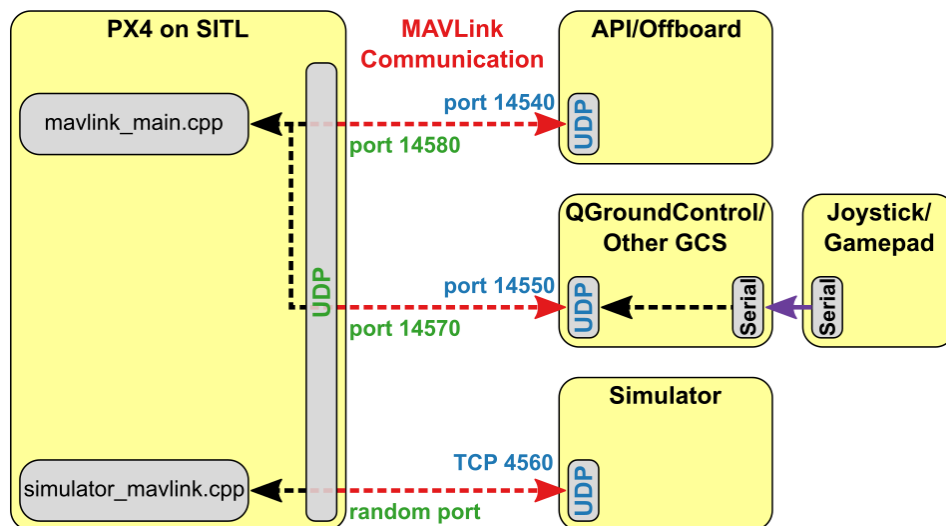 PX4 on SITL
MAVLink
Communication
API/Offboard
mavlink_main.cpp
port 14540
UDP
port 14580
QGroundControl/
Other GCS
Joystick/
Gamepad
UDP
port 14550
UDP
Serial
Serial
port 14570
Simulator
simulator_mavlink.cpp
TCP 4560
UDP
random port